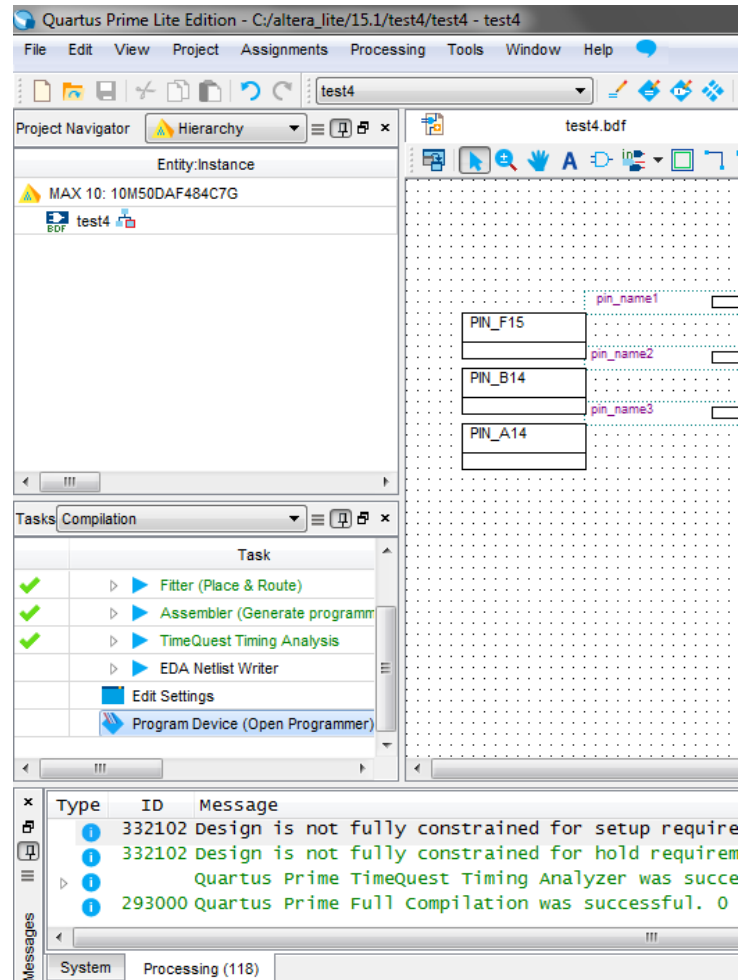 Quartus Prime Lite Edition - C:/altera_lite/15.1/test4/test4 - test4
File Edit View Project Assignments Processing Tools Window Help
test4
Project Navigator Hierarchy
test4.bdf
Entity:Instance
MAX 10: 10M50DAF484C7G
BDF test4
pin_name1
PIN_F15
pin_name2
PIN_B14
pin_name3
PIN_A14
Tasks Compilation
Task
Fitter (Place & Route)
Assembler (Generate programm
TimeQuest Timing Analysis
EDA Netlist Writer
Edit Settings
Program Device (Open Programmer)
Type ID Message
332102 Design is not fully constrained for setup require
332102 Design is not fully constrained for hold requirem
Quartus Prime TimeQuest Timing Analyzer was succe
293000 Quartus Prime Full Compilation was successful. 0
Messages
System Processing (118)